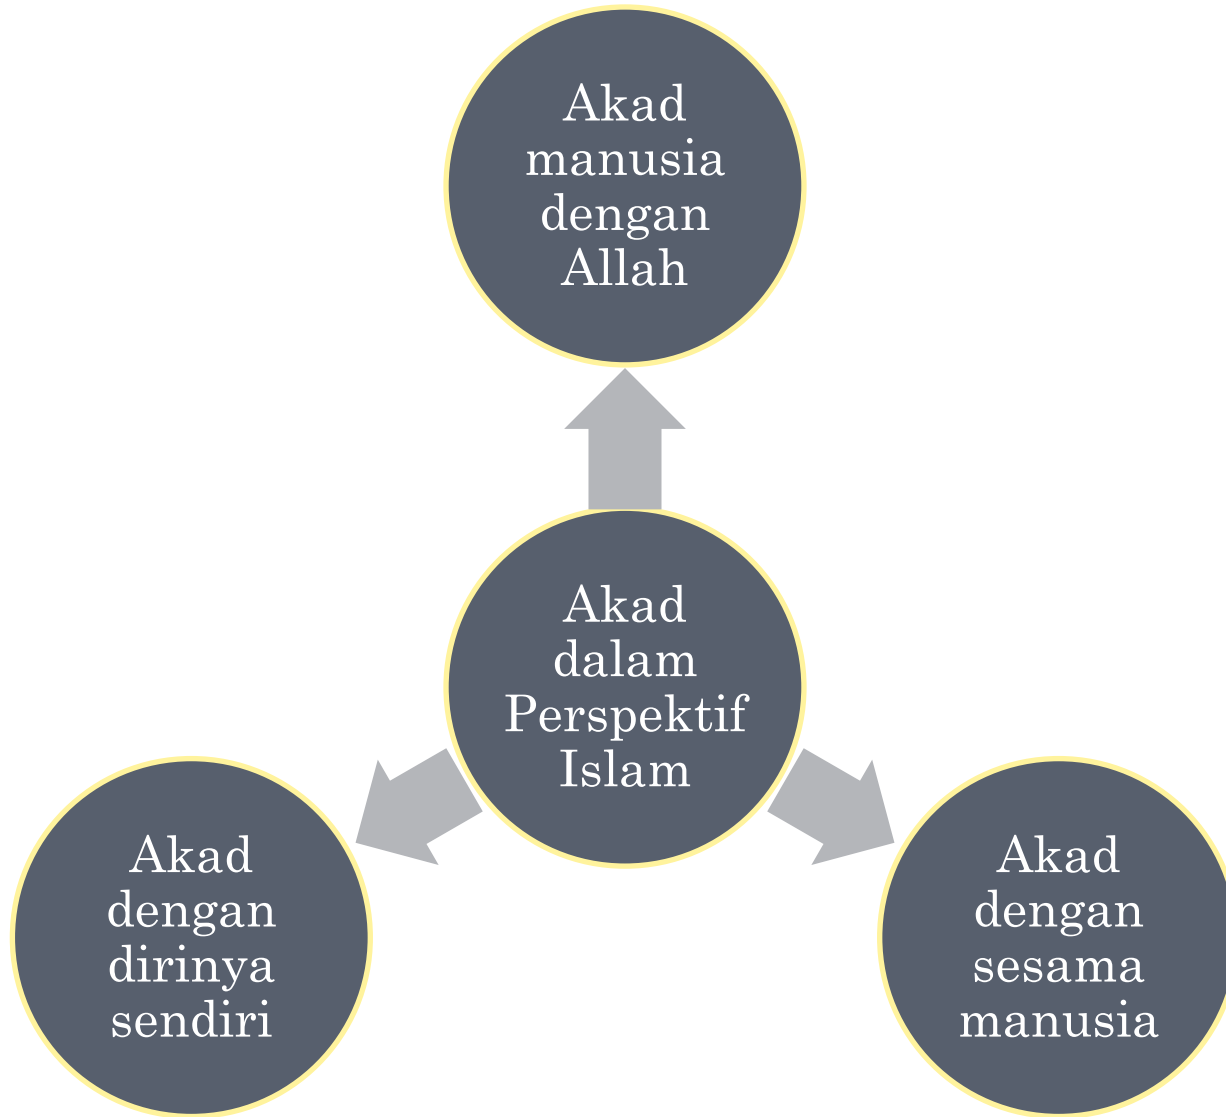 Akad
manusia
dengan
Allah
Akad
dalam
Perspektif
Islam
Akad
dengan
dirinya
sendiri
Akad
dengan
sesama
manusia